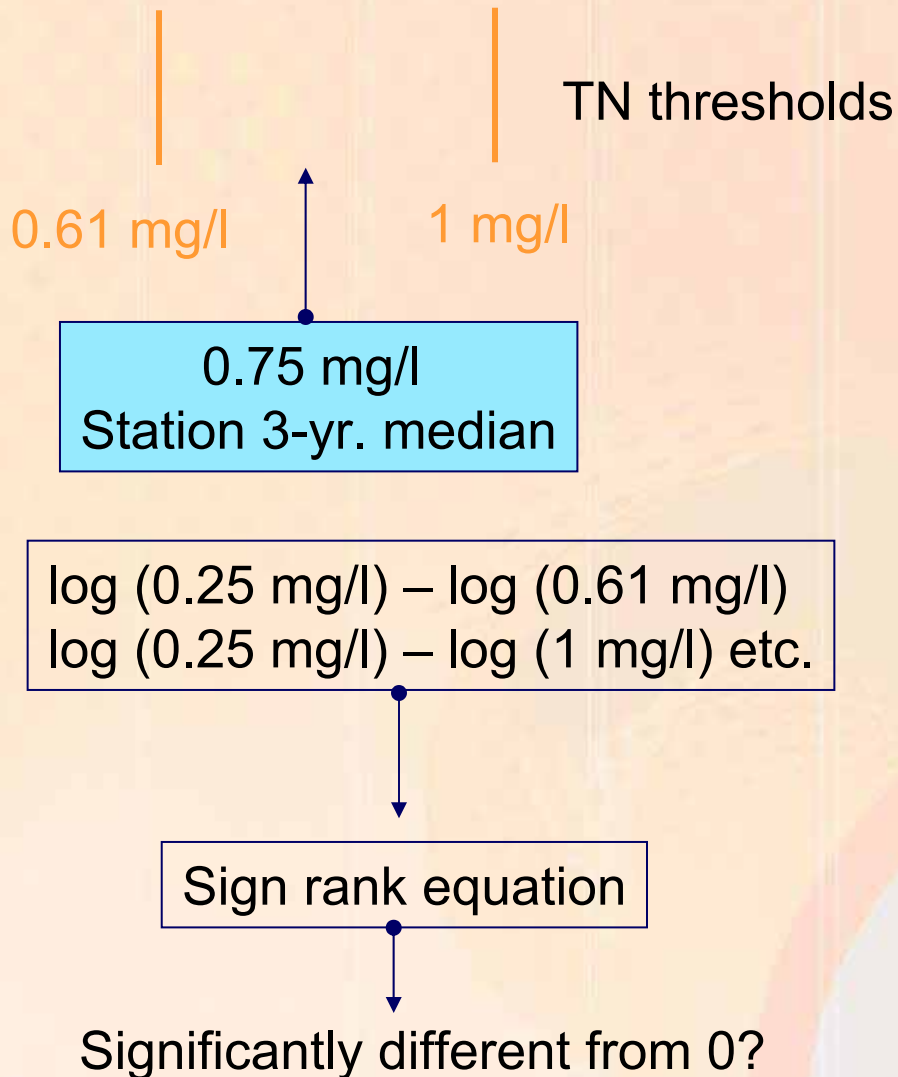 TN thresholds
0.61 mg/l
1 mg/l
0.75 mg/l
Station 3-yr. median
log (0.25 mg/l) – log (0.61 mg/l)
log (0.25 mg/l) – log (1 mg/l) etc.
Sign rank equation
Significantly different from 0?